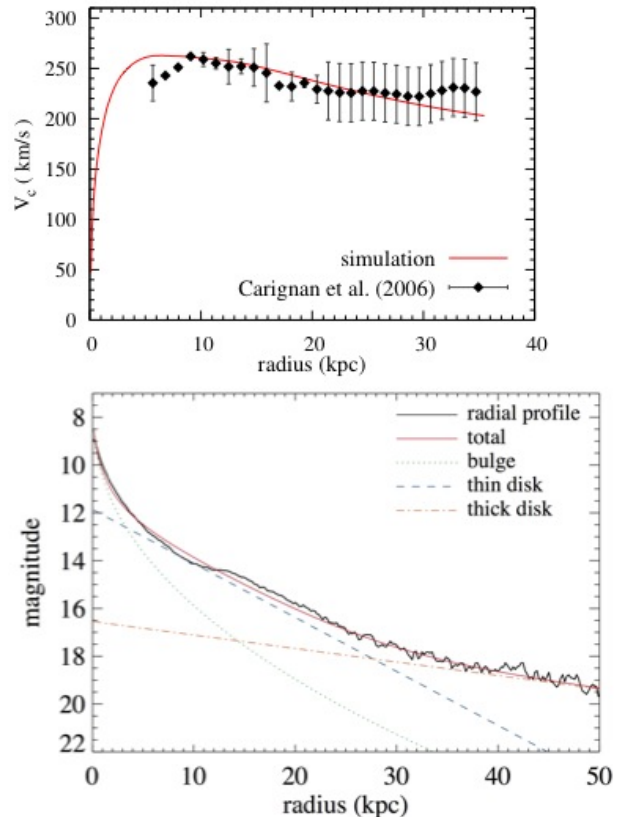 300
250
200
150
100
50
0
V_c ( km/s )
simulation
Carignan et al. (2006)
0 10 20 30 40
radius (kpc)
8
10
12
14
16
18
20
22
magnitude
radial profile
total
bulge
thin disk
thick disk
0 10 20 30 40 50
radius (kpc)